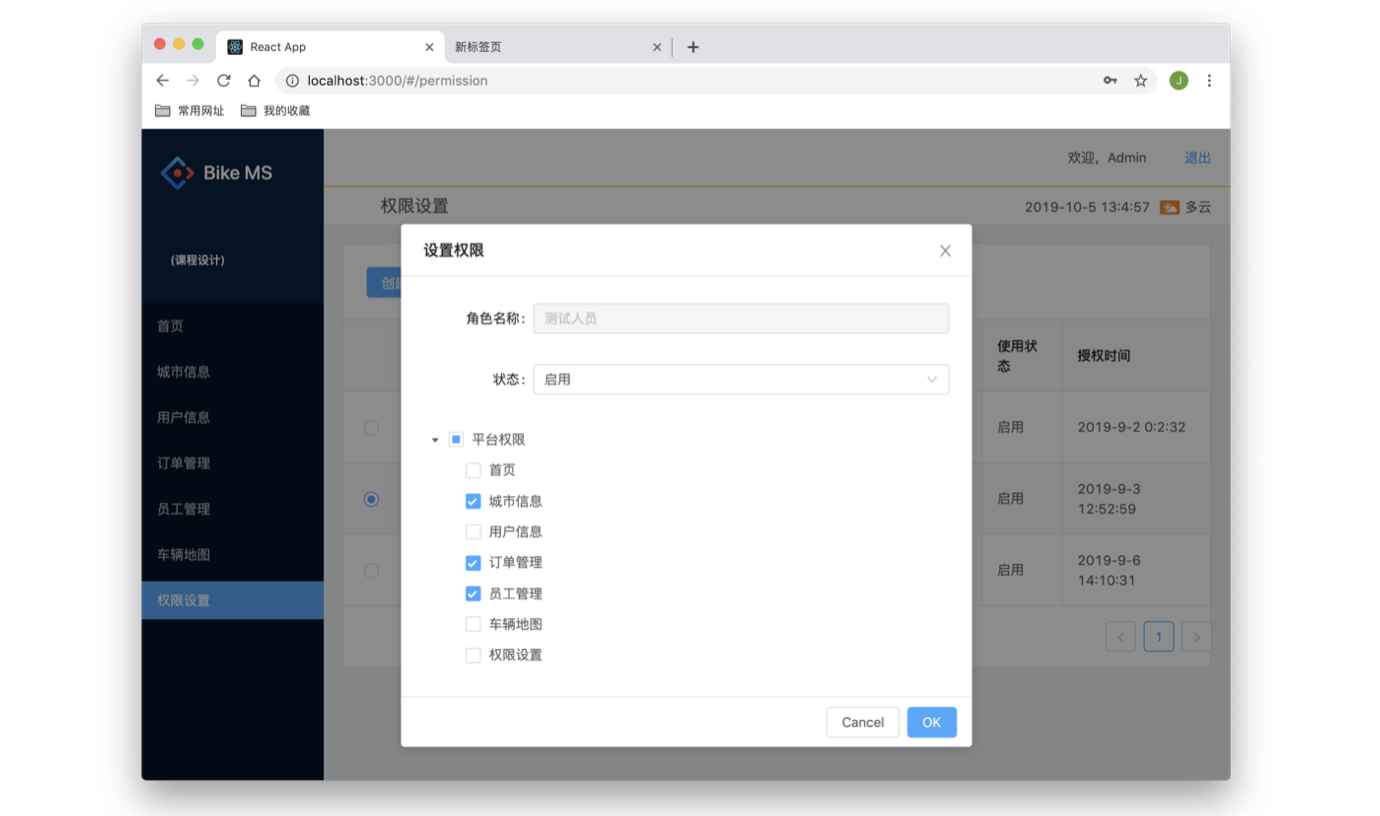 React App
新标签页
localhost:3000/#/permission
J
常用网址
我的收藏
Bike MS
欢迎，Admin
退出
权限设置
2019-10-5 13:4:57
多云
(课程设计)
首页
城市信息
用户信息
订单管理
员工管理
车辆地图
权限设置
设置权限
角色名称:
测试人员
状态:
启用
平台权限
首页
城市信息
用户信息
订单管理
员工管理
车辆地图
权限设置
Cancel
OK
使用状
态
授权时间
启用
2019-9-2 0:2:32
启用
2019-9-3
12:52:59
启用
2019-9-6
14:10:31
<
1
>